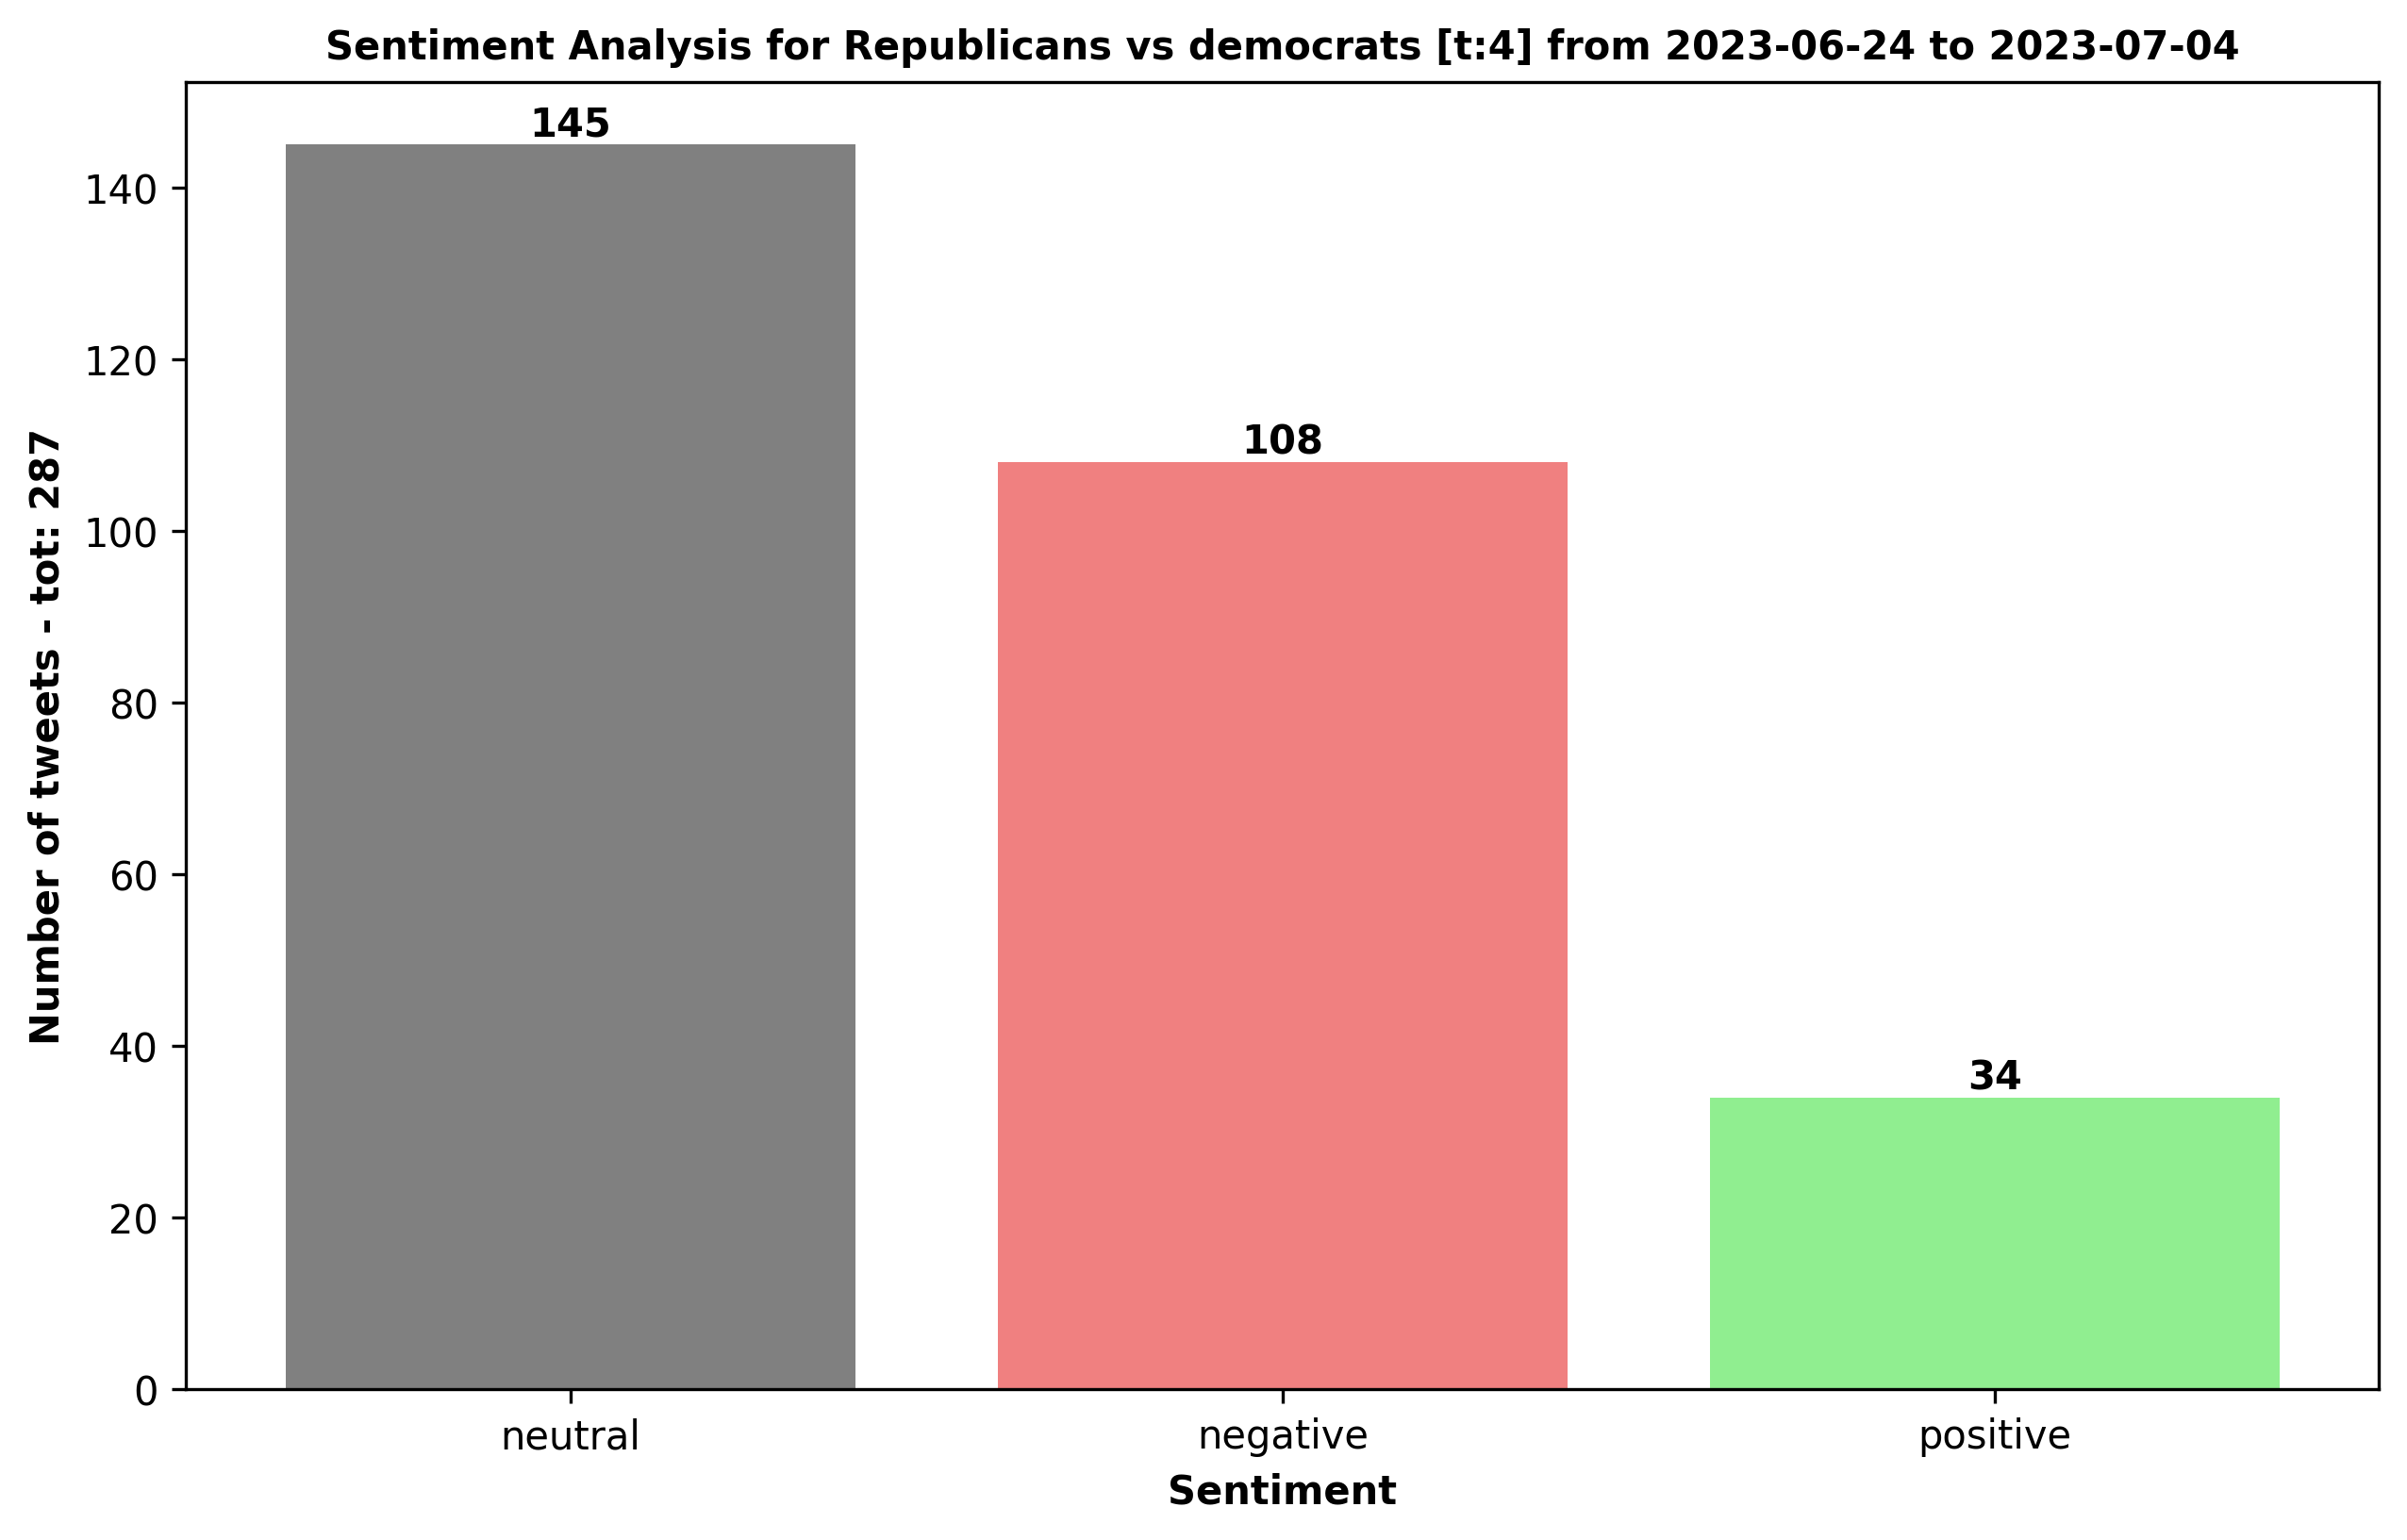 Sentiment Analysis for Republicans vs democrats [t:4] from 2023-06-24 to 2023-07-04
Number of tweets - tot: 287
140
120
100
80
60
40
20
0
145
108
34
neutral
negative
positive
Sentiment